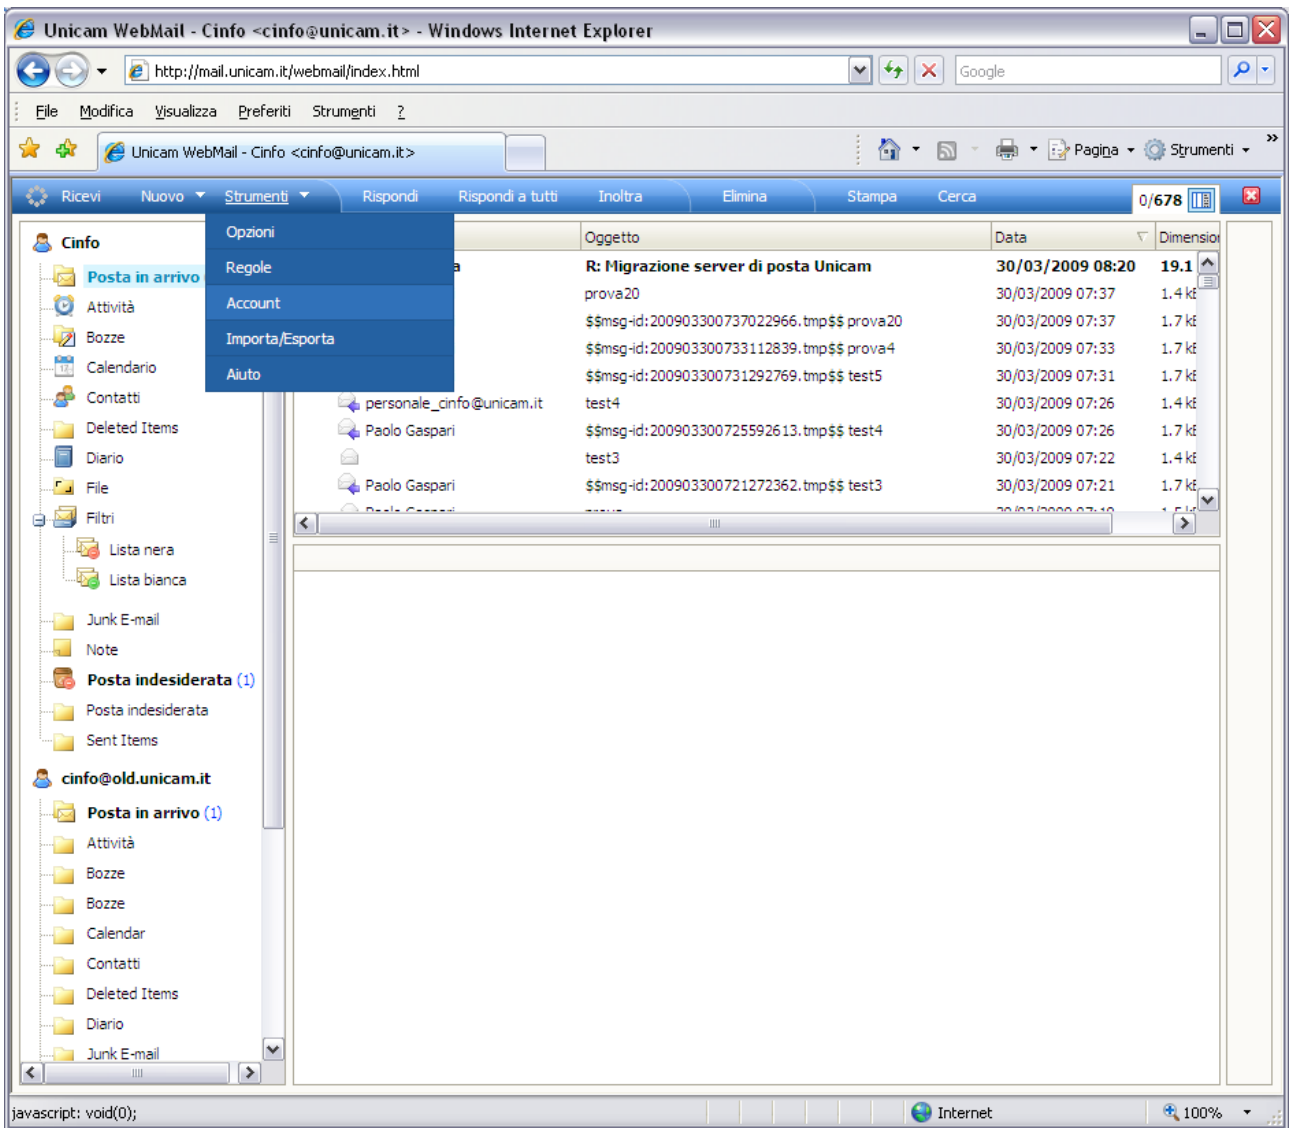 Unicam WebMail - Cinfo <cinfo@unicam.it> - Windows Internet Explorer
http://mail.unicam.it/webmail/index.html
Google
File Modifica Visualizza Preferiti Strumenti ?
Unicam WebMail - Cinfo <cinfo@unicam.it>
Pagina Strumenti »
Ricevi Nuovo Strumenti Rispondi Rispondi a tutti Inoltra Elimina Stampa Cerca 0/678
Opzioni
Regole
Account
Importa/Esporta
Aiuto
Oggetto Data Dimension
a R: Migrazione server di posta Unicam 30/03/2009 08:20 19.1
prova20 30/03/2009 07:37 1.4 kB
$$msg-id:200903300737022966.tmp$$ prova20 30/03/2009 07:37 1.7 kB
$$msg-id:200903300733112839.tmp$$ prova4 30/03/2009 07:33 1.7 kB
$$msg-id:200903300731292769.tmp$$ test5 30/03/2009 07:31 1.7 kB
personale_cinfo@unicam.it test4 30/03/2009 07:26 1.4 kB
Paolo Gaspari $$msg-id:200903300725592613.tmp$$ test4 30/03/2009 07:26 1.7 kB
test3 30/03/2009 07:22 1.4 kB
Paolo Gaspari $$msg-id:200903300721272362.tmp$$ test3 30/03/2009 07:21 1.7 kB
Cinfo
Posta in arrivo
Attività
Bozze
Calendario
Contatti
Deleted Items
Diario
File
Filtri
Lista nera
Lista bianca
Junk E-mail
Note
Posta indesiderata (1)
Posta indesiderata
Sent Items
cinfo@old.unicam.it
Posta in arrivo (1)
Attività
Bozze
Bozze
Calendar
Contatti
Deleted Items
Diario
Junk E-mail
javascript: void(0);
Internet
100%